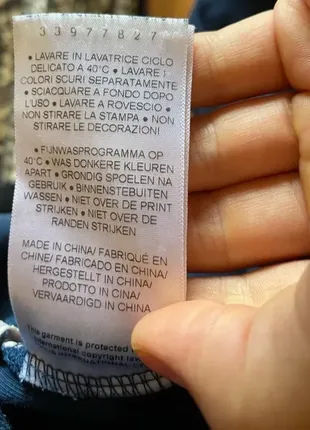 33977827
• LAVARE IN LAVATRICE CICLO
DELICATO A 40°C • LAVARE I
COLORI SCURI SEPARATAMENTE
• SCIACQUARE A FONDO DOPO
L'USO • LAVARE A ROVESCIO •
NON STIRARE LA STAMPA • NON
STIRARE LE DECORAZIONI
• FIJNWASPROGRAMMA OP
40°C • WAS DONKERE KLEUREN
APART • GRONDIG SPOELEN NA
GEBRUIK • BINNENSTEBUITEN
WASSEN • NIET OVER DE PRINT
STRIJKEN • NIET OVER DE
RANDEN STRIJKEN
MADE IN CHINA/ FABRIQUÉ EN
CHINE/ FABRICADO EN CHINA/
HERGESTELLT IN CHINA/
PRODOTTO IN CINA/
VERVAARDIGD IN CHINA
This garment is protected
international copyright law